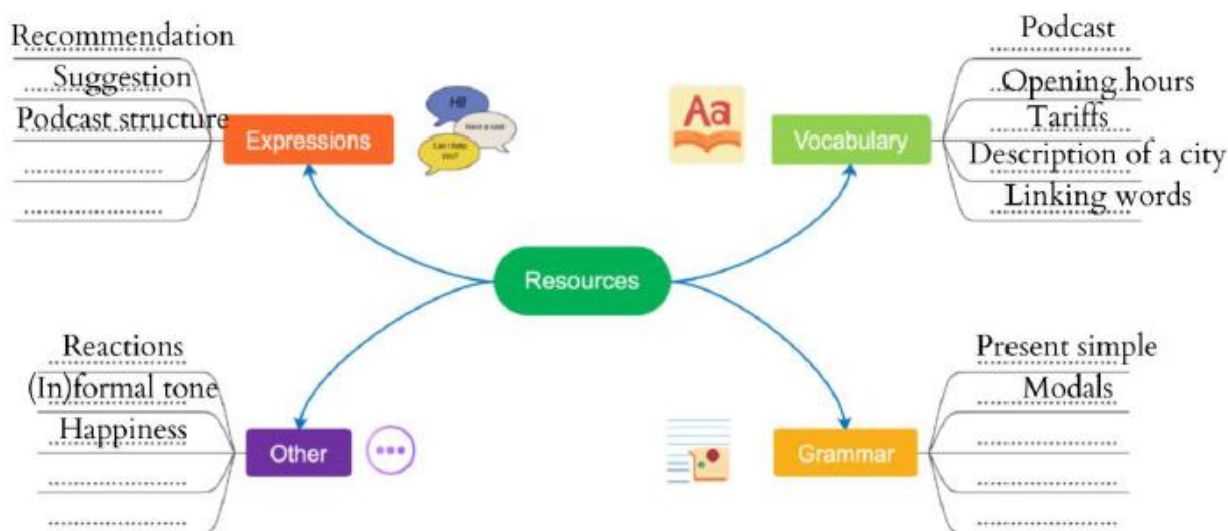 Recommendation
Suggestion
Podcast structure
Expressions
Hi!
Have a seat
Can I help
you?
Aa
Vocabulary
Podcast
Opening hours
Tariffs
Description of a city
Linking words
Resources
Reactions
(In)formal tone
Happiness
Other
Grammar
Present simple
Modals